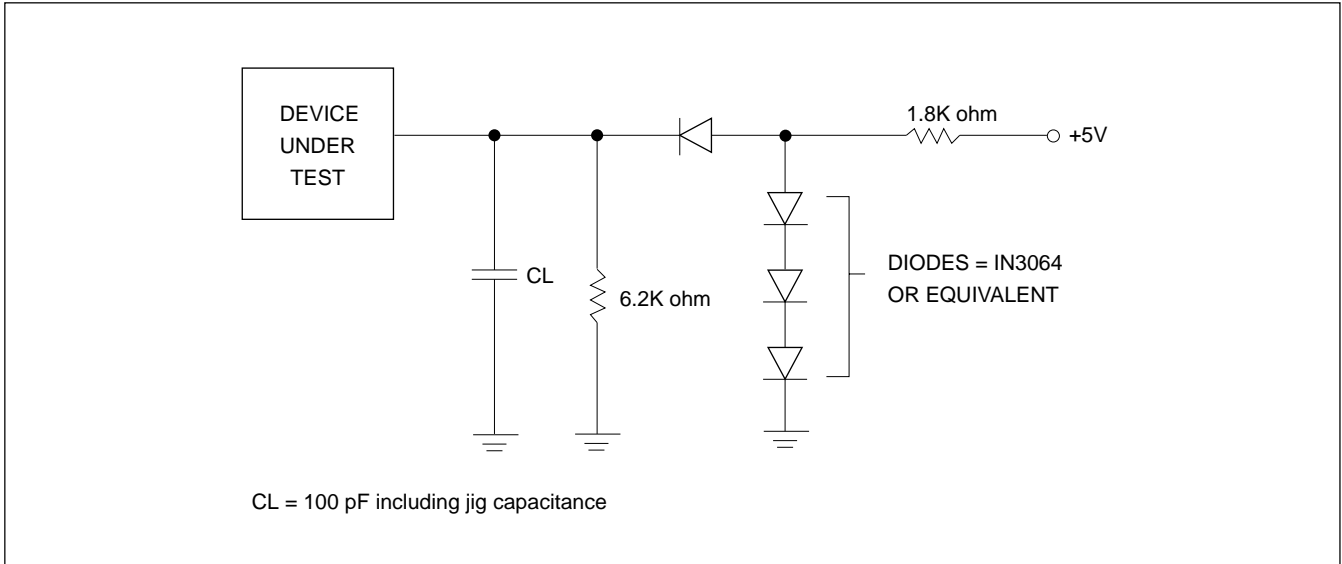 DEVICE
UNDER
TEST
1.8K ohm
+5V
CL
6.2K ohm
DIODES = IN3064
OR EQUIVALENT
CL = 100 pF including jig capacitance